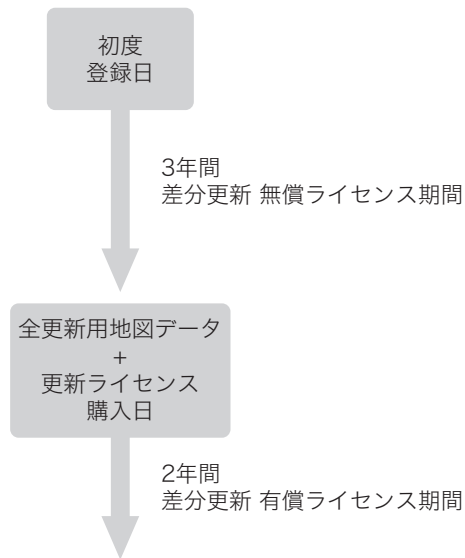 初度
登録日
3年間
差分更新 無償ライセンス期間
全更新用地図データ
+
更新ライセンス
購入日
2年間
差分更新 有償ライセンス期間